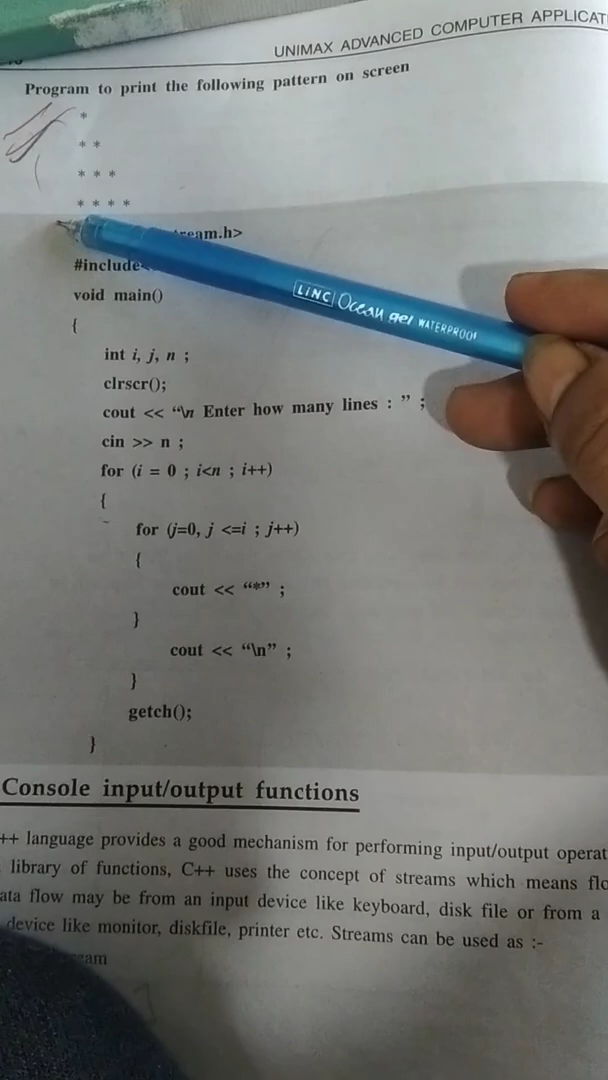 UNIMAX ADVANCED COMPUTER APPLICAT
Program to print the following pattern on screen
*
* *
* * *
* * * *
ream.h>
#include<
void main()
{
int i, j, n ;
clrscr();
cout << “\n Enter how many lines : ” ;
cin >> n ;
for (i = 0 ; i<n ; i++)
{
for (j=0, j <=i ; j++)
{
cout << “*” ;
}
cout << “\n” ;
}
getch();
}
Console input/output functions
++ language provides a good mechanism for performing input/output operat
library of functions, C++ uses the concept of streams which means flo
ata flow may be from an input device like keyboard, disk file or from a
device like monitor, diskfile, printer etc. Streams can be used as :-
eam
LINC Ocean gel WATERPROOF